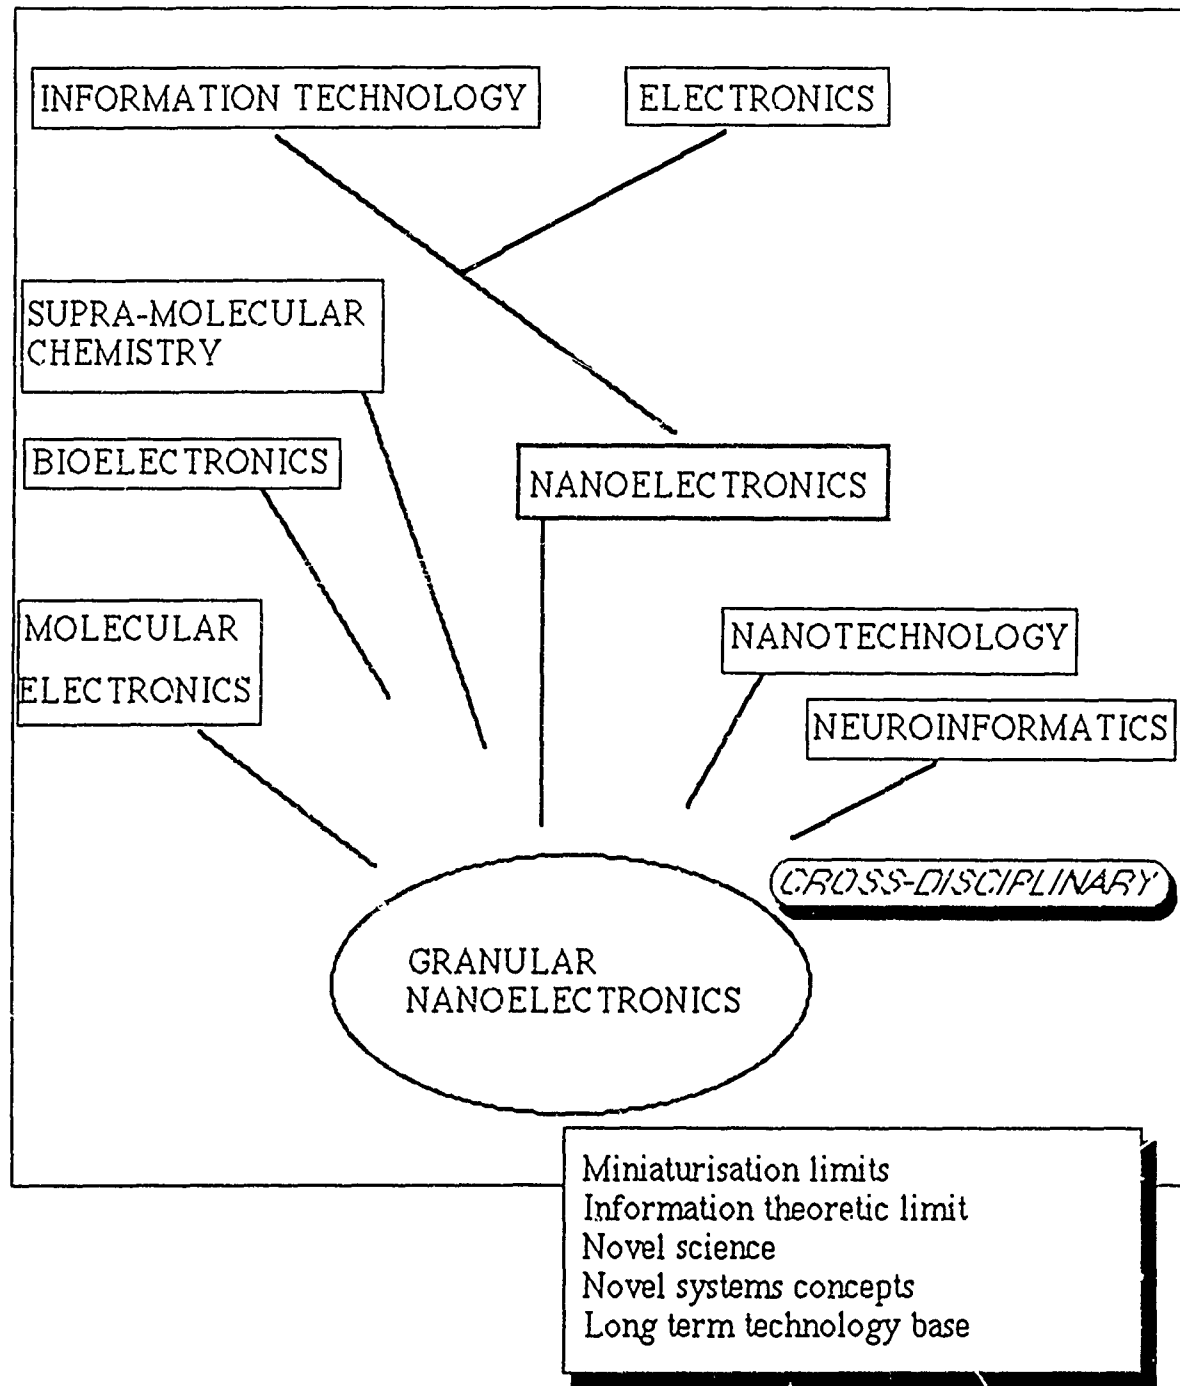 INFORMATION TECHNOLOGY
ELECTRONICS
SUPRA-MOLECULAR
CHEMISTRY
BIOELECTRONICS
NANOELECTRONICS
MOLECULAR
ELECTRONICS
NANOTECHNOLOGY
NEUROINFORMATICS
CROSS-DISCIPLINARY
GRANULAR
NANOELECTRONICS
Miniaturisation limits
Information theoretic limit
Novel science
Novel systems concepts
Long term technology base